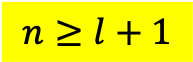 n ≥ l + 1